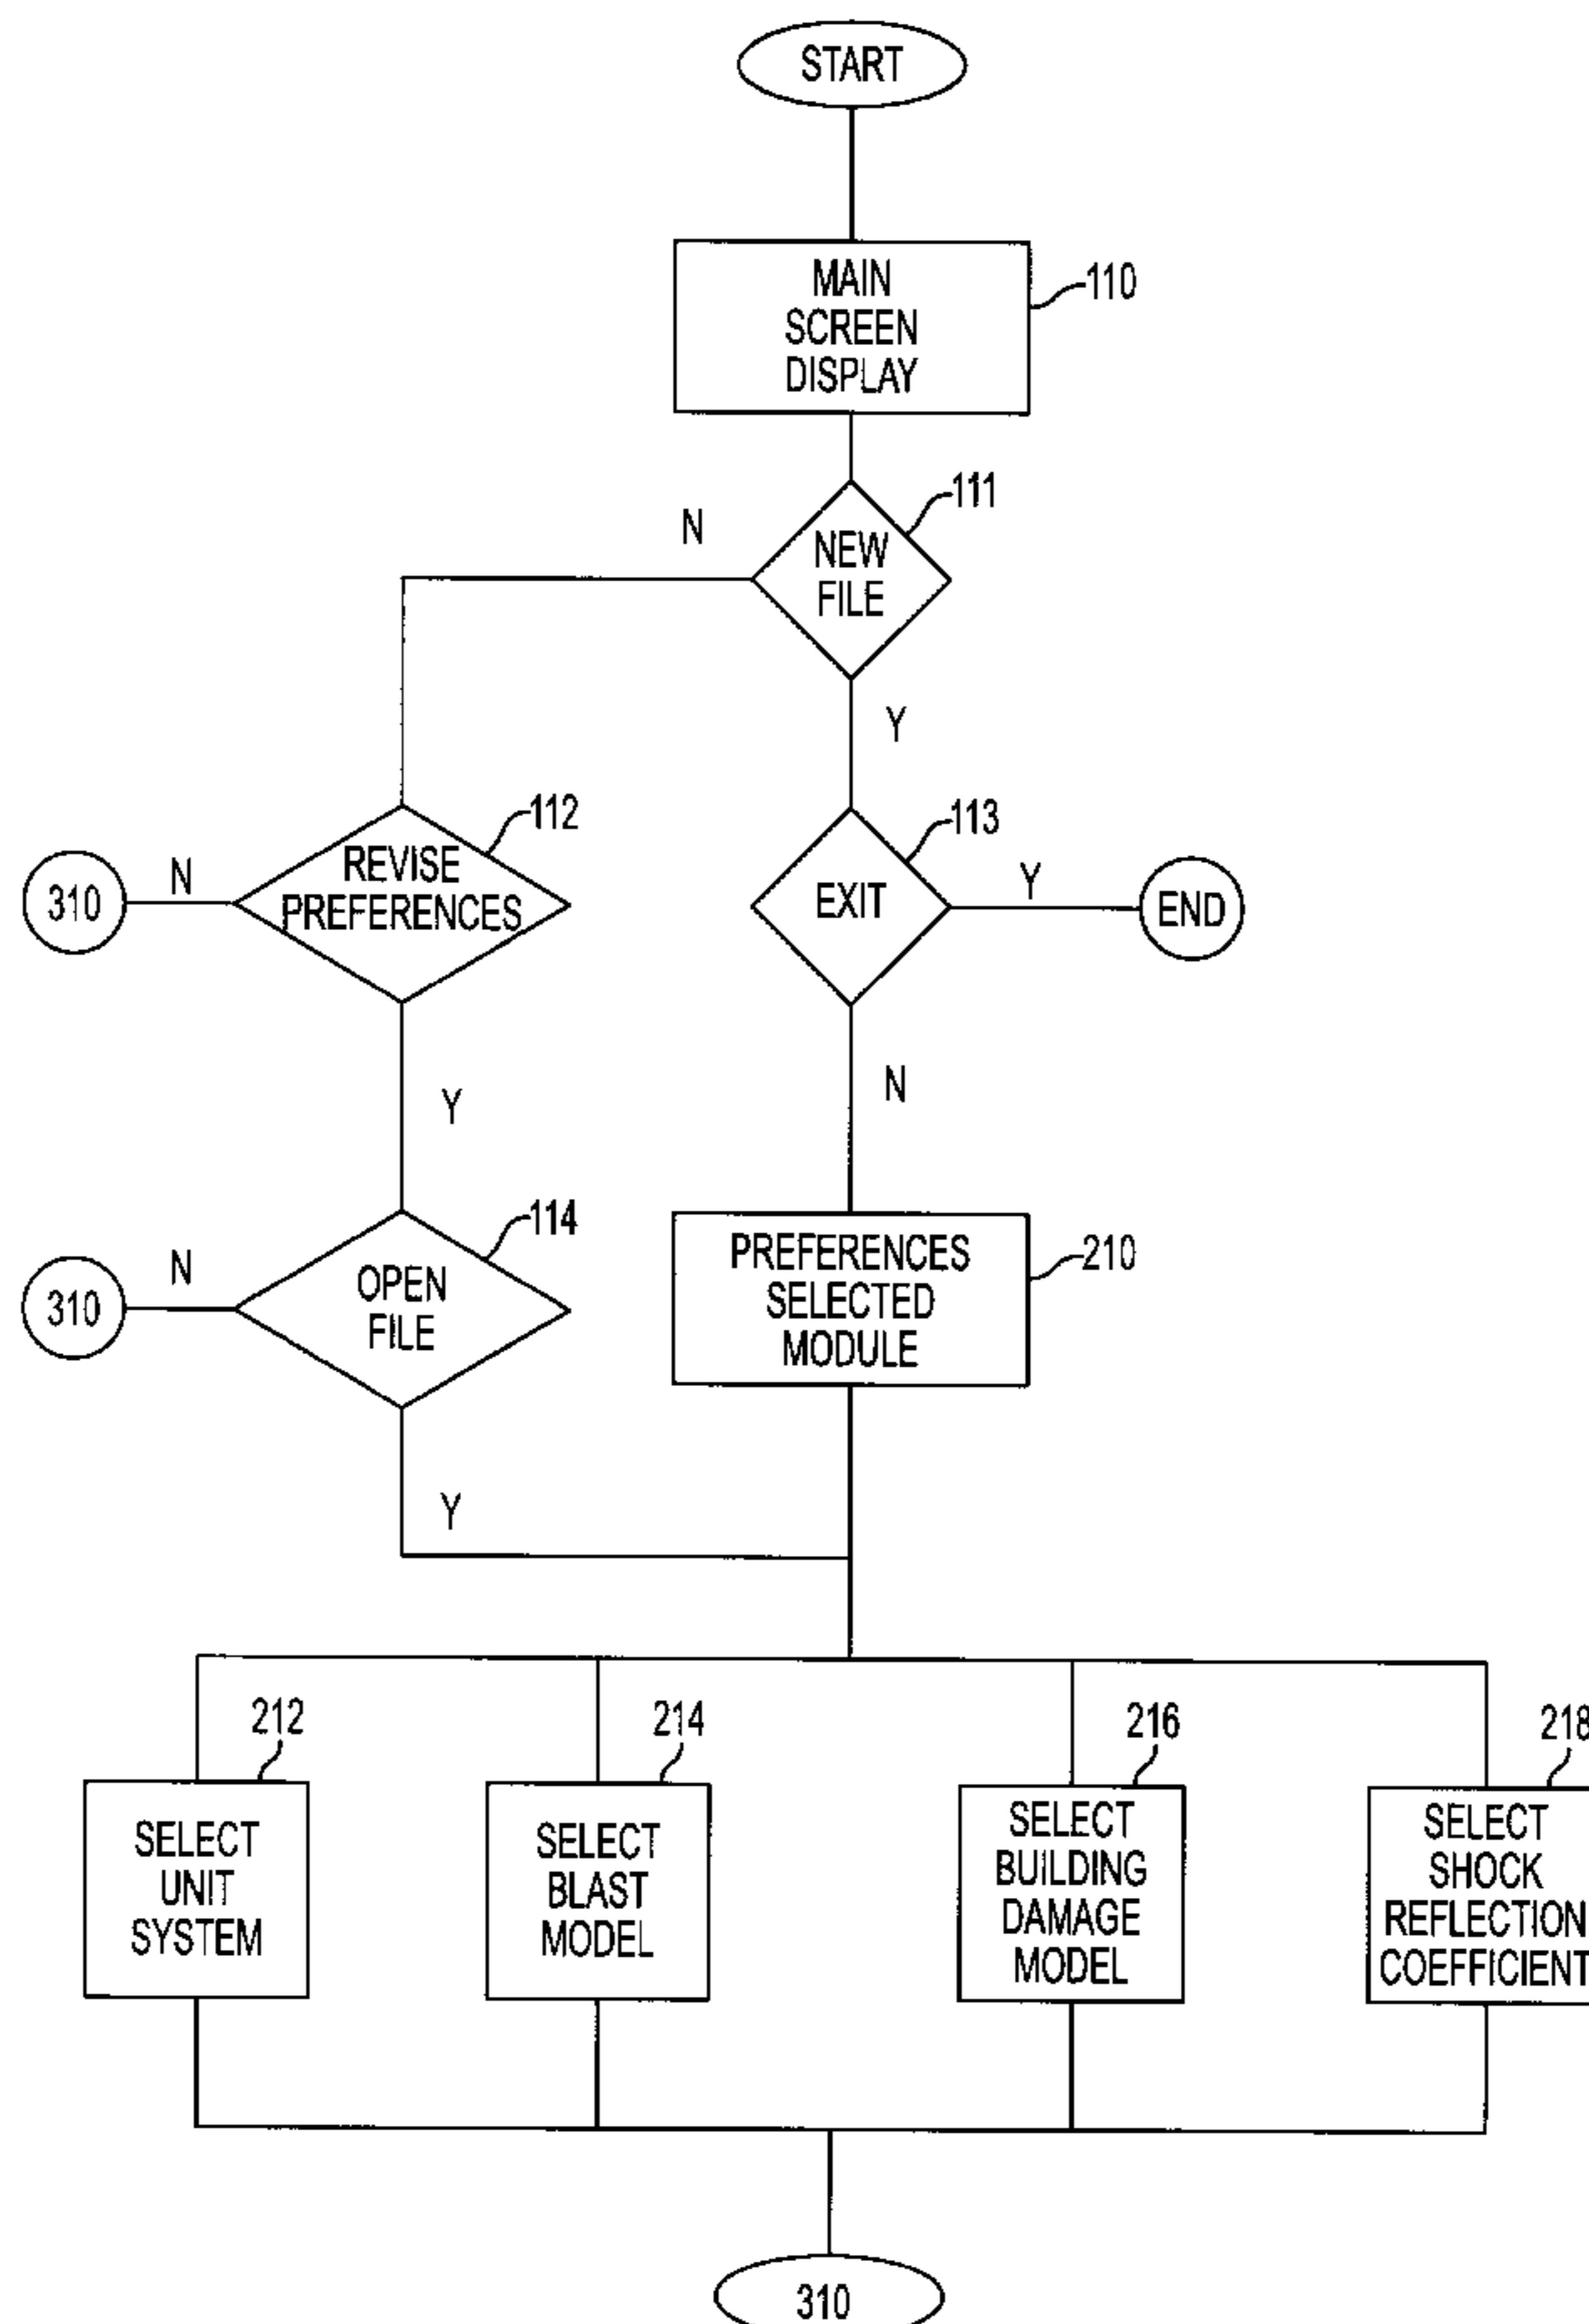 START
MAIN
SCREEN
DISPLAY
110
111
N
NEW
FILE
Y
112
113
REVISE
PREFERENCES
N
310
EXIT
Y
END
Y
N
114
OPEN
FILE
N
310
PREFERENCES
SELECTED
MODULE
210
Y
212
214
216
218
SELECT
UNIT
SYSTEM
SELECT
BLAST
MODEL
SELECT
BUILDING
DAMAGE
MODEL
SELECT
SHOCK
REFLECTION
COEFFICIENT
310